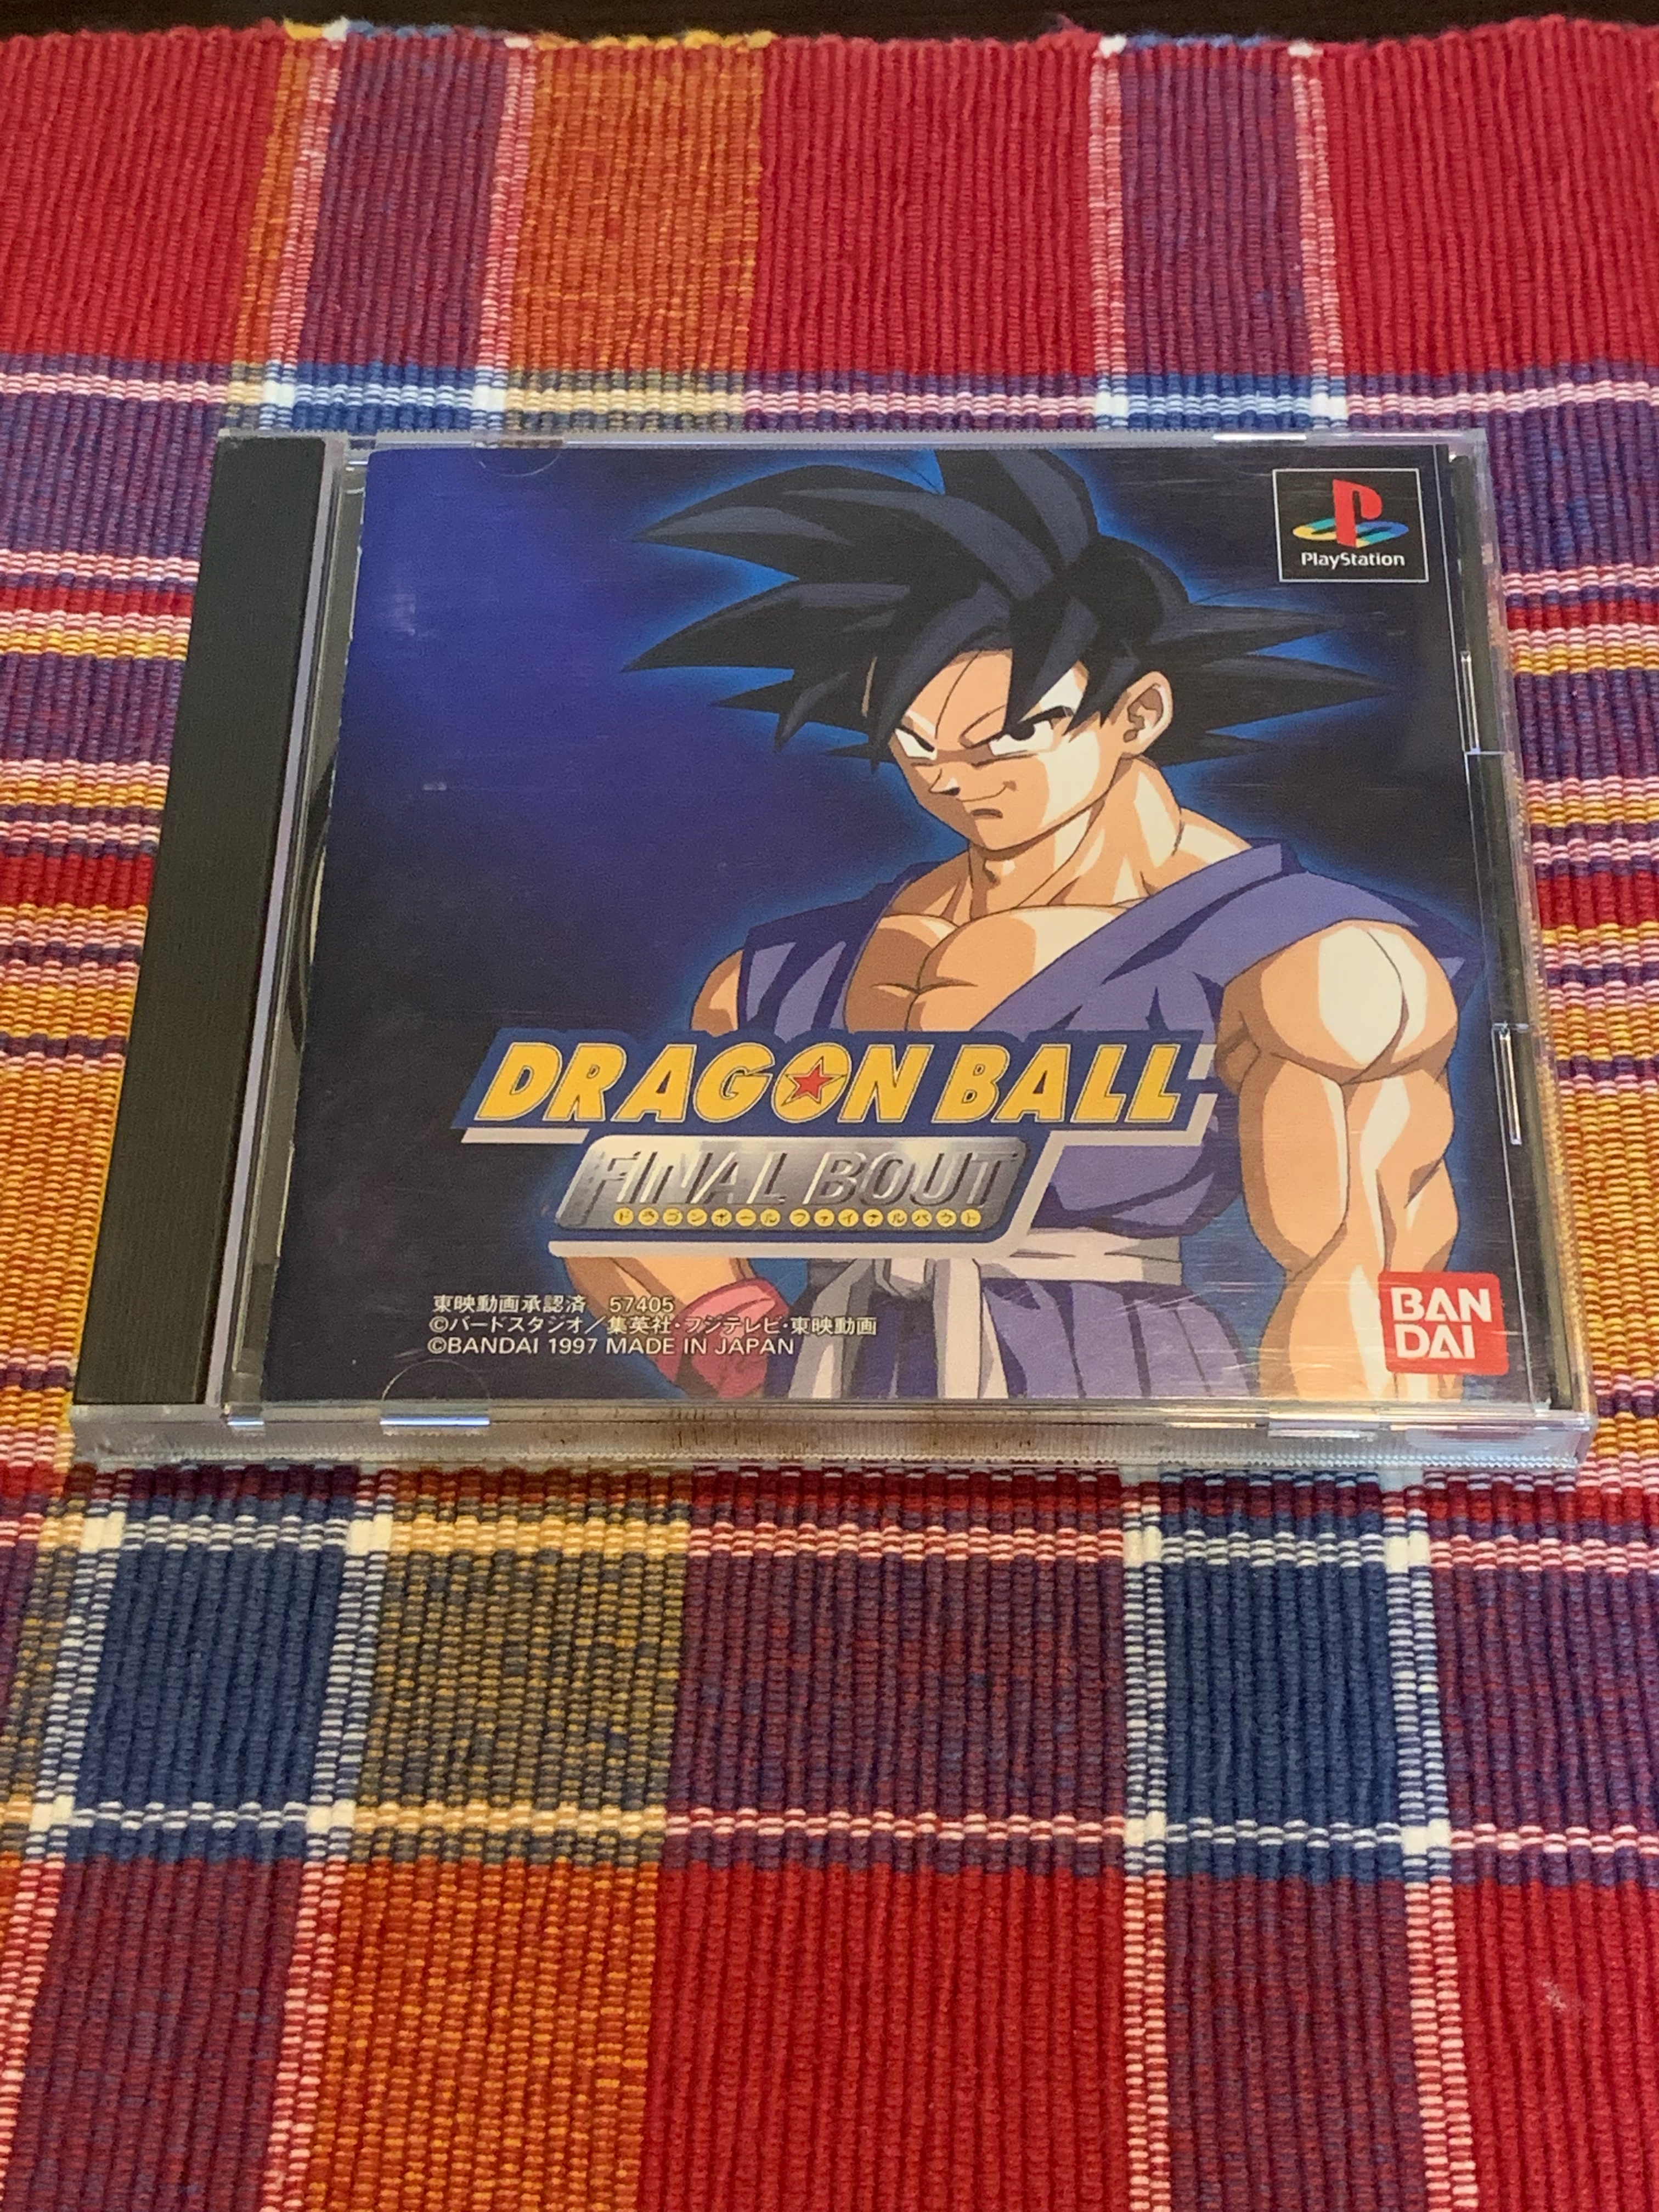 PlayStation
DRAGON BALL
FINAL BOUT
ドラゴンボール ファイナルバウト
東映動画承認済 57405
©バードスタジオ/集英社・フジテレビ・東映動画
©BANDAI 1997 MADE IN JAPAN
BAN
DAI